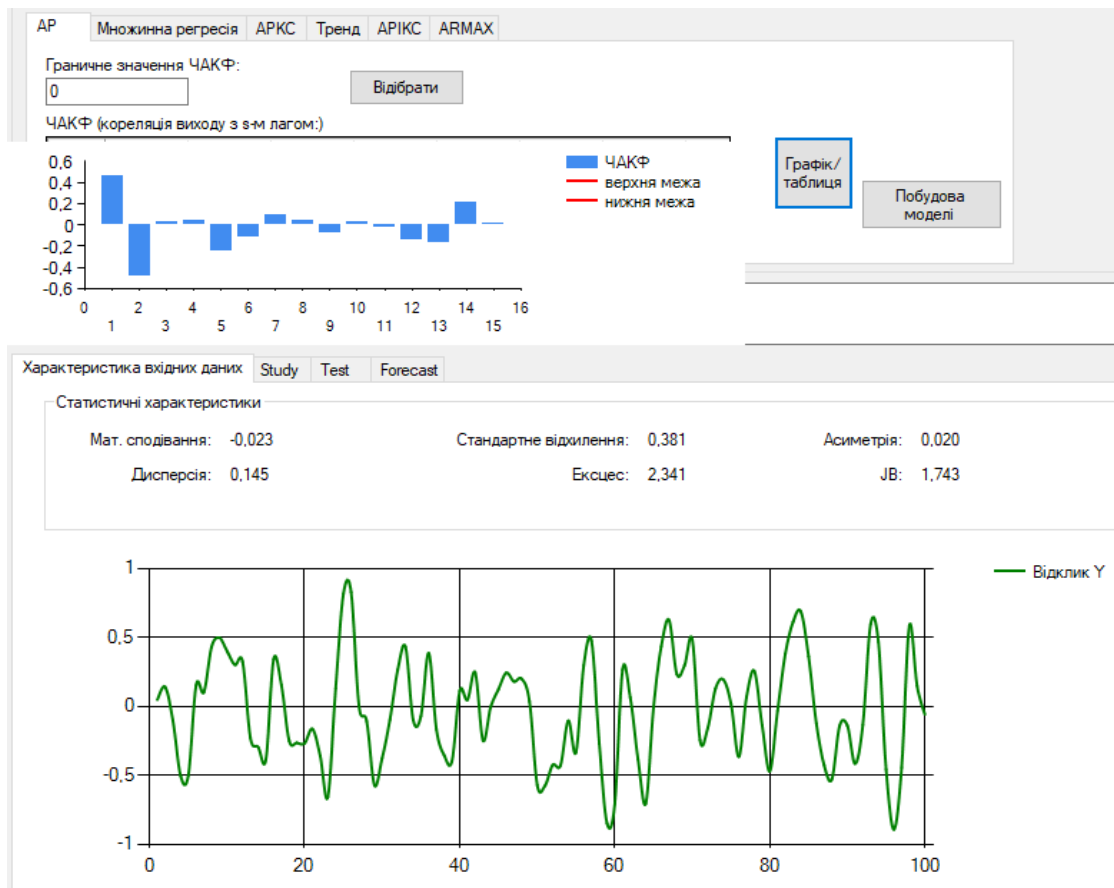 АР Множинна регресія АРКС Тренд АРІКС ARMAX
Граничне значення ЧАКФ:
0
Відібрати
ЧАКФ (кореляція виходу з s-м лагом:)
Графік/
таблиця
Побудова
моделі
0,6
0,4
0,2
0
-0,2
-0,4
-0,6
0 2 4 6 8 10 12 14 16
1 3 5 7 9 11 13 15
ЧАКФ
верхня межа
нижня межа
Характеристика вхідних даних Study Test Forecast
Статистичні характеристики
Мат. сподівання: -0,023 Стандартне відхилення: 0,381 Асиметрія: 0,020
Дисперсія: 0,145 Ексцес: 2,341 JB: 1,743
1
0,5
0
-0,5
-1
0 20 40 60 80 100
Відклик Y